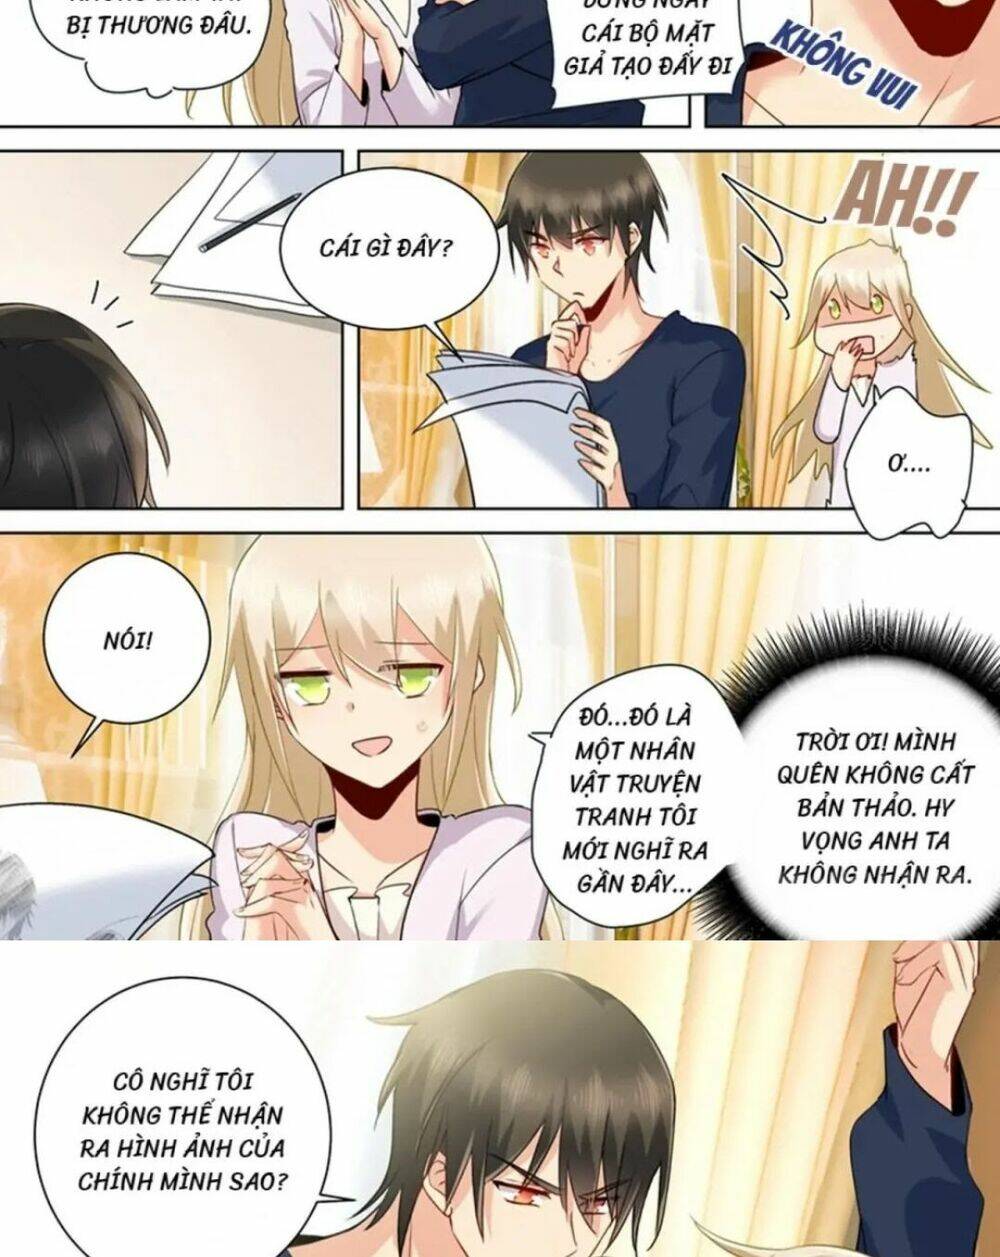 BỊ THƯƠNG ĐÂU.
CÁI BỘ MẶT
GIẢ TẠO ĐẤY ĐI
KHÔNG VUI
CÁI GÌ ĐÂY?
AH!!
Ơ....
NÓI!
ĐÓ...ĐÓ LÀ
MỘT NHÂN
VẬT TRUYỆN
TRANH TÔI
MỚI NGHĨ RA
GẦN ĐÂY...
TRỜI ƠI! MÌNH
QUÊN KHÔNG CẤT
BẢN THẢO. HY
VỌNG ANH TA
KHÔNG NHẬN RA.
CÔ NGHĨ TÔI
KHÔNG THỂ NHẬN
RA HÌNH ẢNH CỦA
CHÍNH MÌNH SAO?